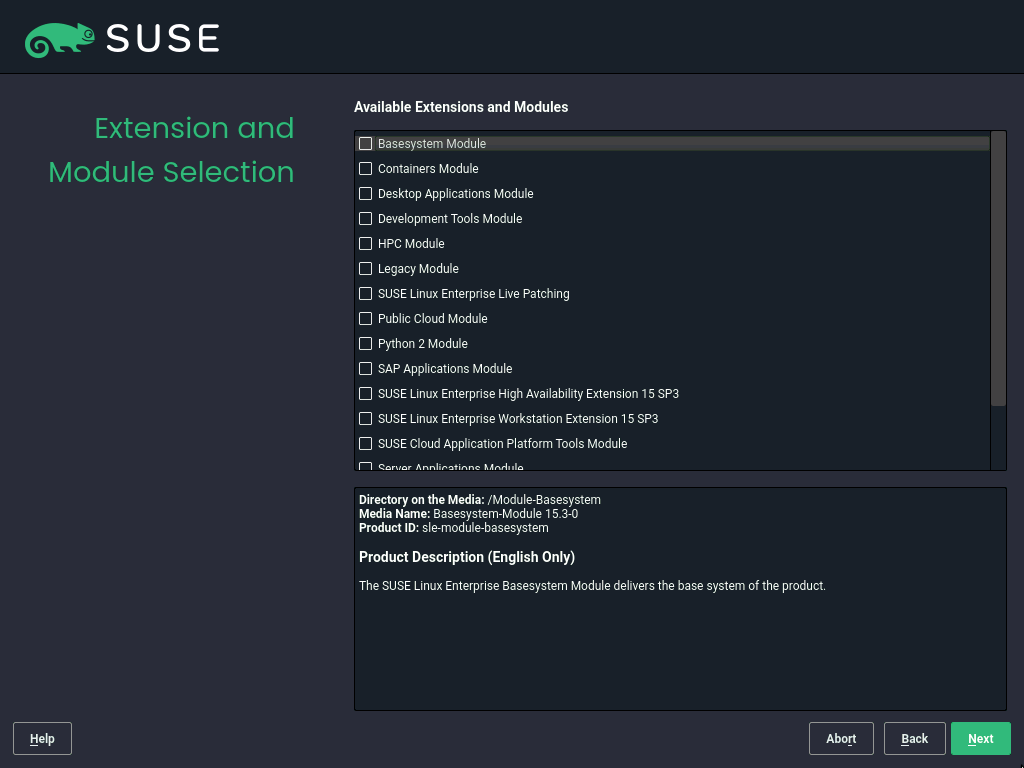 SUSE
Extension and
Module Selection
Available Extensions and Modules
Basesystem Module
Containers Module
Desktop Applications Module
Development Tools Module
HPC Module
Legacy Module
SUSE Linux Enterprise Live Patching
Public Cloud Module
Python 2 Module
SAP Applications Module
SUSE Linux Enterprise High Availability Extension 15 SP3
SUSE Linux Enterprise Workstation Extension 15 SP3
SUSE Cloud Application Platform Tools Module
Server Applications Module
Directory on the Media: /Module-Basesystem
Media Name: Basesystem-Module 15.3-0
Product ID: sle-module-basesystem
Product Description (English Only)
The SUSE Linux Enterprise Basesystem Module delivers the base system of the product.
Help
Abort
Back
Next